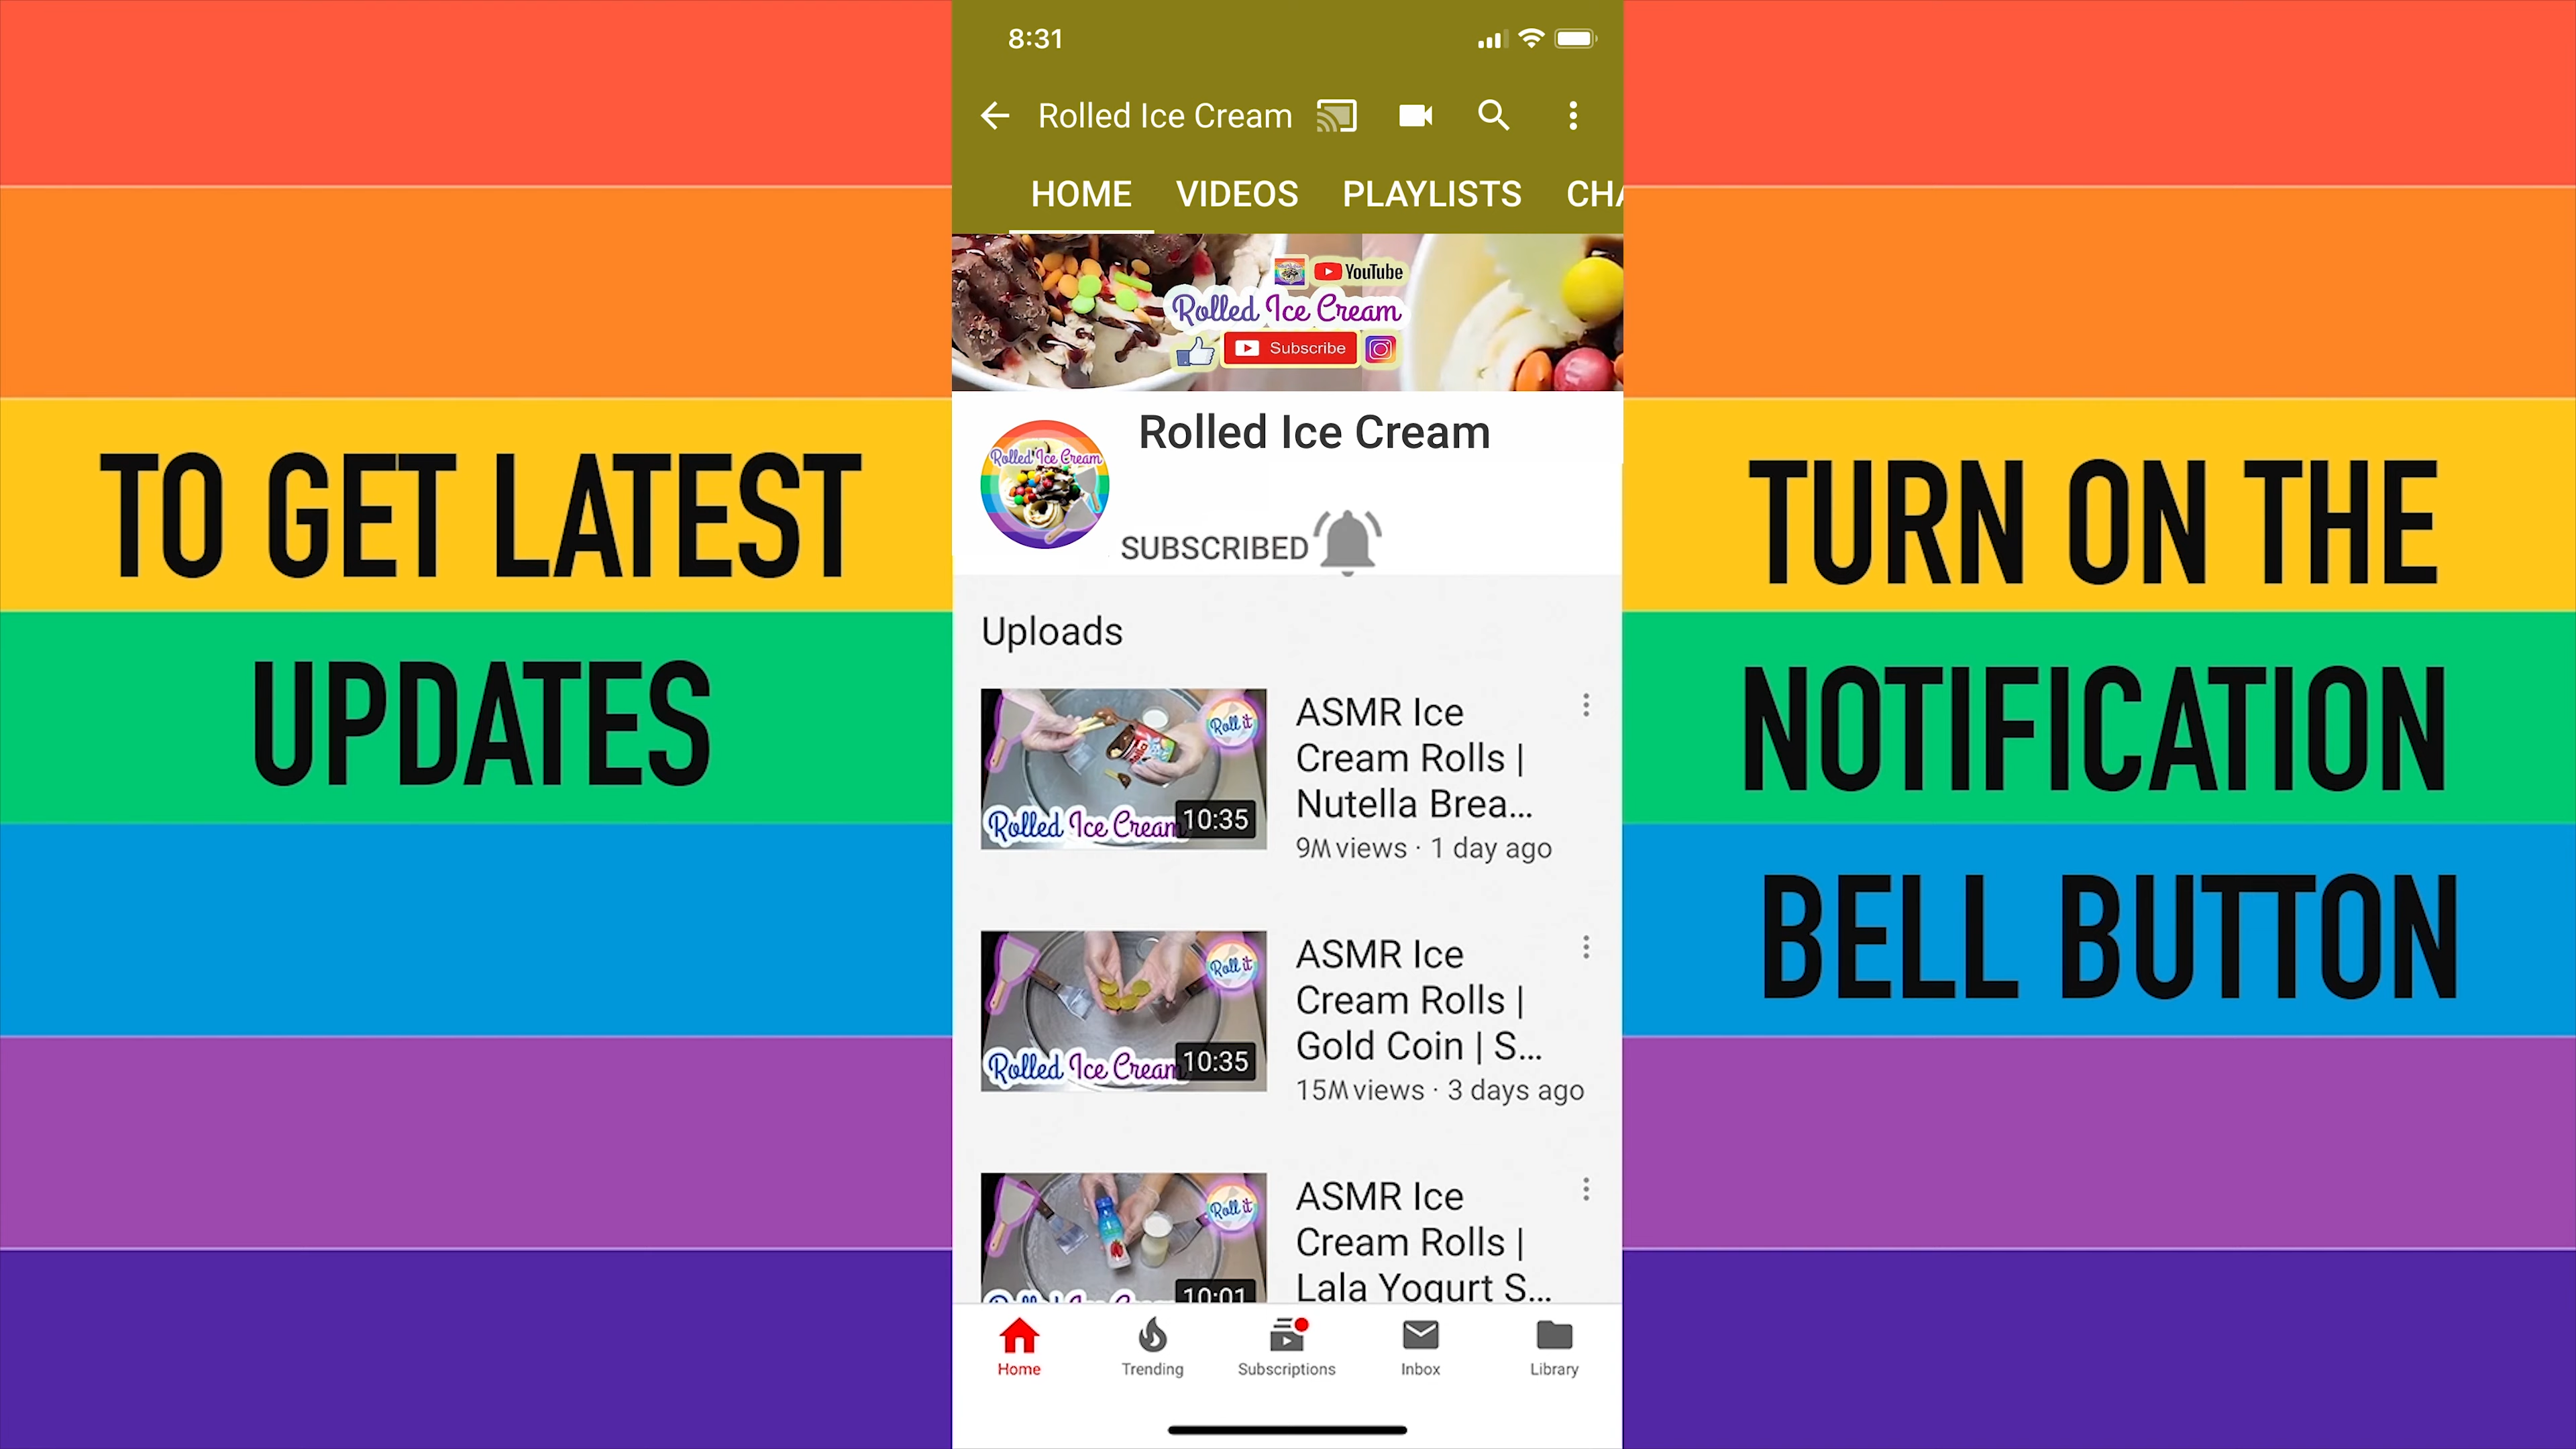 TO GET LATEST
UPDATES
8:31
Rolled Ice Cream
HOME VIDEOS PLAYLISTS CHA
YouTube
Rolled Ice Cream
Subscribe
Rolled Ice Cream
Rolled Ice Cream
SUBSCRIBED
Uploads
Roll it
Rolled Ice Cream
10:35
ASMR Ice
Cream Rolls |
Nutella Brea...
9M views · 1 day ago
Roll it
Rolled Ice Cream
10:35
ASMR Ice
Cream Rolls |
Gold Coin | S...
15M views · 3 days ago
Roll it
10:01
ASMR Ice
Cream Rolls |
Lala Yogurt S...
Home Trending Subscriptions Inbox Library
TURN ON THE
NOTIFICATION
BELL BUTTON